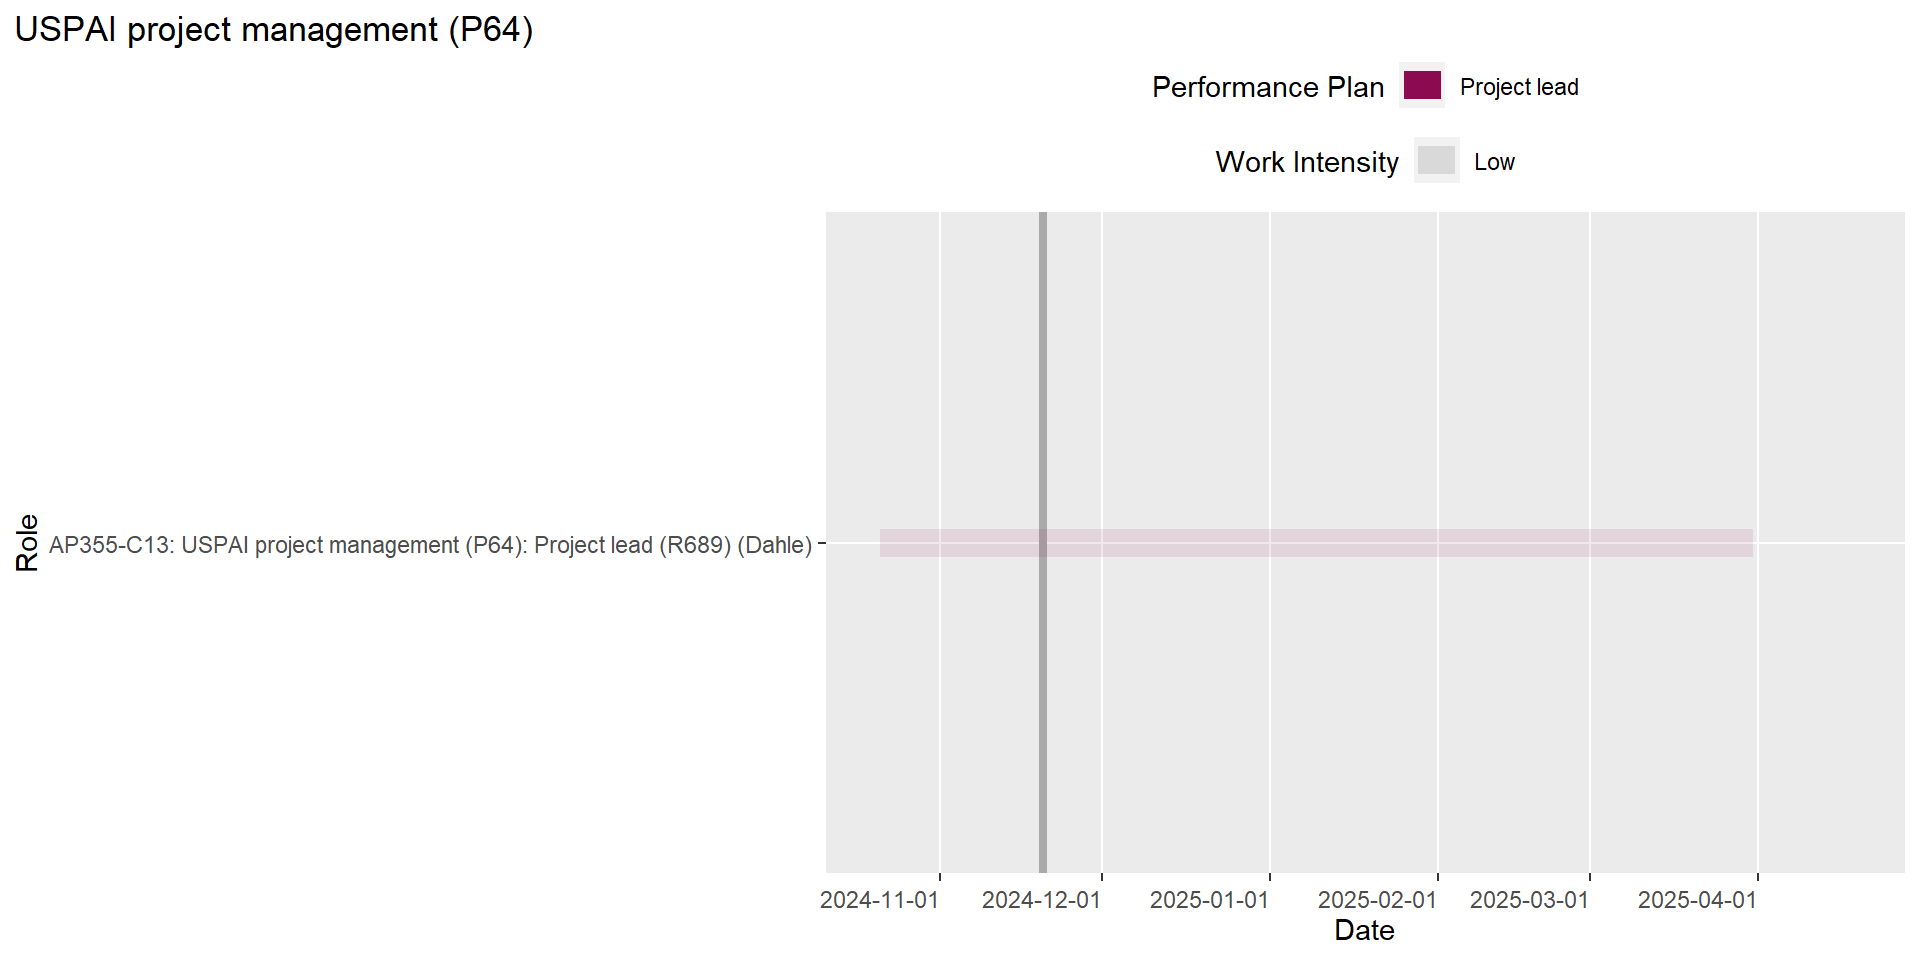 USPAI project management (P64)
Performance Plan
Project lead
Work Intensity
Low
Role
AP355-C13: USPAI project management (P64): Project lead (R689) (Dahle)
2024-11-01
2024-12-01
2025-01-01
2025-02-01
2025-03-01
2025-04-01
Date